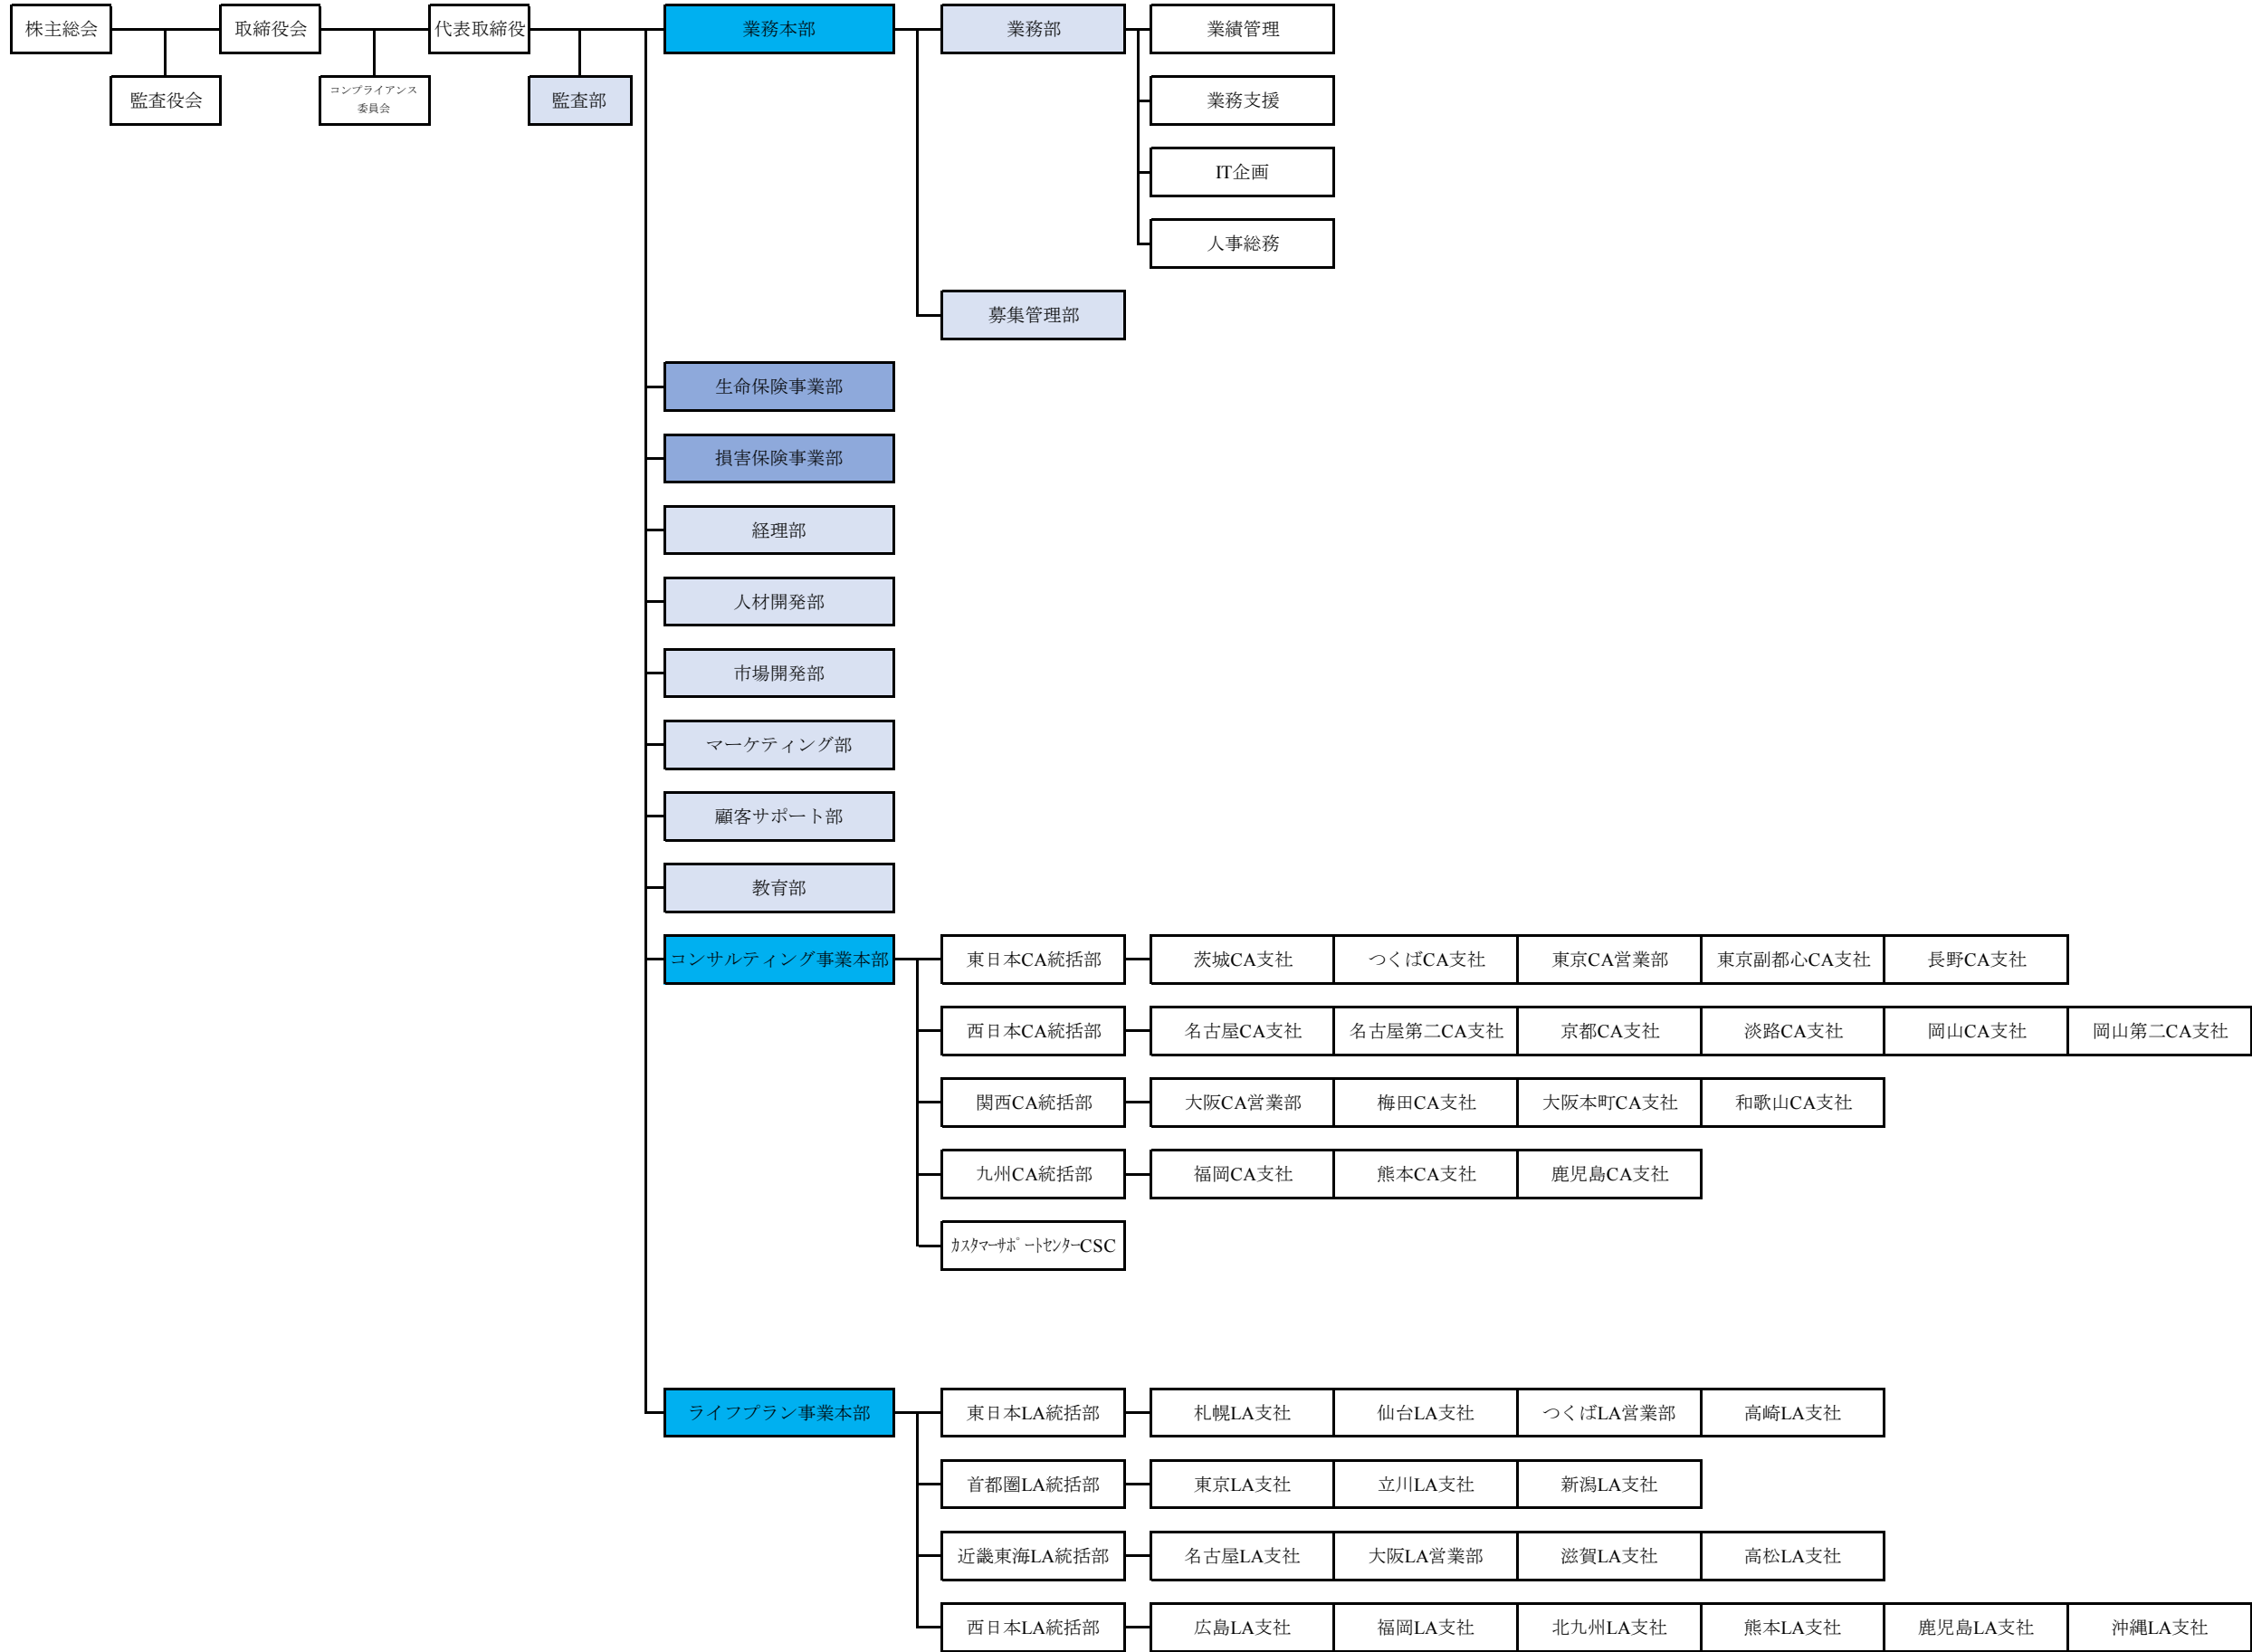 株主総会
取締役会
代表取締役
業務本部
業務部
業績管理
監査役会
コンプライアンス
委員会
監査部
業務支援
IT企画
人事総務
募集管理部
生命保険事業部
損害保険事業部
経理部
人材開発部
市場開発部
マーケティング部
顧客サポート部
教育部
コンサルティング事業本部
東日本CA統括部
茨城CA支社
つくばCA支社
東京CA営業部
東京副都心CA支社
長野CA支社
西日本CA統括部
名古屋CA支社
名古屋第二CA支社
京都CA支社
淡路CA支社
岡山CA支社
岡山第二CA支社
関西CA統括部
大阪CA営業部
梅田CA支社
大阪本町CA支社
和歌山CA支社
九州CA統括部
福岡CA支社
熊本CA支社
鹿児島CA支社
ｶｽﾀﾏｰｻﾎﾟｰﾄｾﾝﾀｰCSC
ライフプラン事業本部
東日本LA統括部
札幌LA支社
仙台LA支社
つくばLA営業部
高崎LA支社
首都圏LA統括部
東京LA支社
立川LA支社
新潟LA支社
近畿東海LA統括部
名古屋LA支社
大阪LA営業部
滋賀LA支社
高松LA支社
西日本LA統括部
広島LA支社
福岡LA支社
北九州LA支社
熊本LA支社
鹿児島LA支社
沖縄LA支社